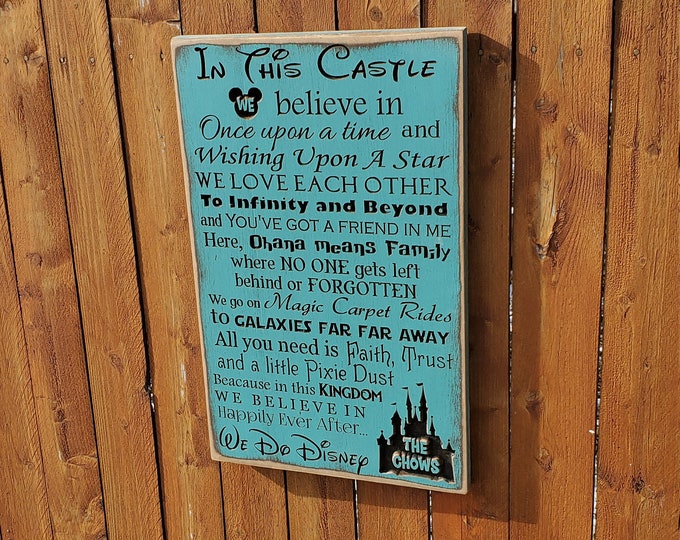 IN THIS CASTLE
WE believe in
Once upon a time and
Wishing Upon A Star
WE LOVE EACH OTHER
To Infinity and Beyond
and YOU'VE GOT A FRIEND IN ME
Here, Ohana means Family
where NO ONE gets left
behind or FORGOTTEN
We go on Magic Carpet Rides
to GALAXIES FAR FAR AWAY
All you need is Faith, Trust
and a little Pixie Dust
Beacause in this KINGDOM
WE BELIEVE IN
Happily Ever After...
We Do Disney
THE
CHOWS